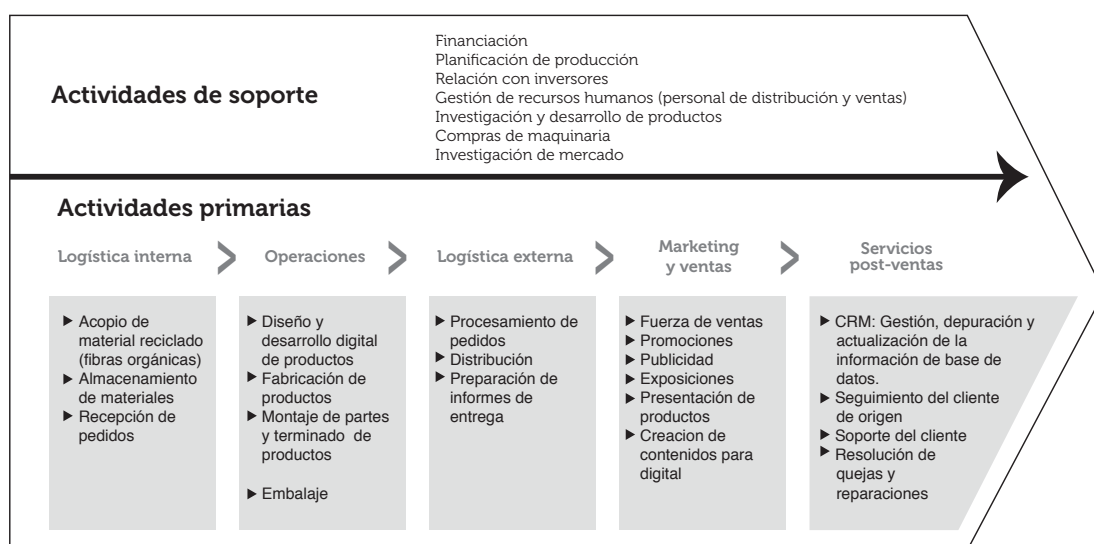 Actividades de soporte
Financiación
Planificación de producción
Relación con inversores
Gestión de recursos humanos (personal de distribución y ventas)
Investigación y desarrollo de productos
Compras de maquinaria
Investigación de mercado
Actividades primarias
Logística interna
Operaciones
Logística externa
Marketing
y ventas
Servicios
post-ventas
Acopio de
material reciclado
(fibras orgánicas)
Almacenamiento
de materiales
Recepción de
pedidos
Diseño y
desarrollo digital
de productos
Fabricación de
productos
Montaje de partes
y terminado de
productos
Embalaje
Procesamiento de
pedidos
Distribución
Preparación de
informes de
entrega
Fuerza de ventas
Promociones
Publicidad
Exposiciones
Presentación de
productos
Creacion de
contenidos para
digital
CRM: Gestión, depuración y
actualización de la
información de base de
datos.
Seguimiento del cliente
de origen
Soporte del cliente
Resolución de
quejas y
reparaciones